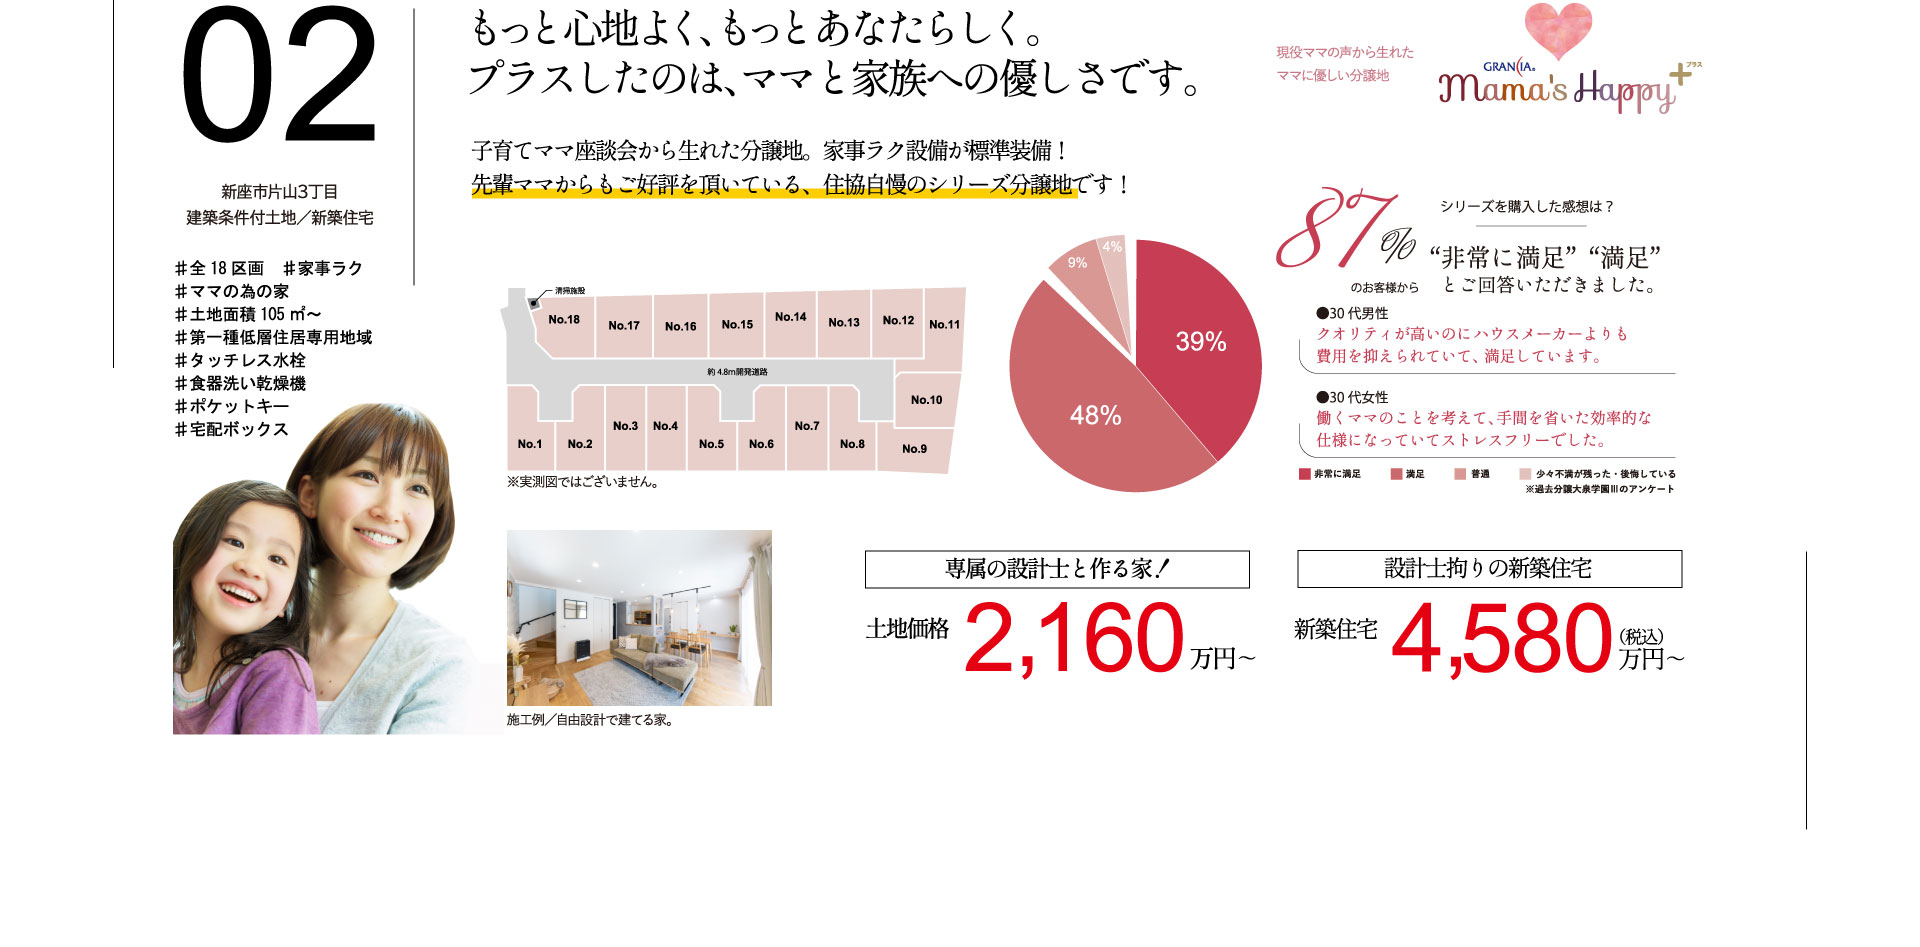 02
新座市片山3丁目
建築条件付土地／新築住宅
♯全18区画　♯家事ラク
♯ママの為の家
♯土地面積105㎡〜
♯第一種低層住居専用地域
♯タッチレス水栓
♯食器洗い乾燥機
♯ポケットキー
♯宅配ボックス
もっと心地よく、もっとあなたらしく。
プラスしたのは、ママと家族への優しさです。
子育てママ座談会から生れた分譲地。家事ラク設備が標準装備！
先輩ママからもご好評を頂いている、住協自慢のシリーズ分譲地です！
現役ママの声から生れた
ママに優しい分譲地
GRANCIA®
Mama's Happy+
プラス
清掃施設
No.18
No.17
No.16
No.15
No.14
No.13
No.12
No.11
約4.8m開発道路
No.10
No.1
No.2
No.3
No.4
No.5
No.6
No.7
No.8
No.9
※実測図ではございません。
39%
48%
9%
4%
87%
のお客様から
シリーズを購入した感想は？
“非常に満足”“満足”
とご回答いただきました。
●30代男性
クオリティが高いのにハウスメーカーよりも
費用を抑えられていて、満足しています。
●30代女性
働くママのことを考えて、手間を省いた効率的な
仕様になっていてストレスフリーでした。
非常に満足　満足　普通　少々不満が残った・後悔している
※過去分譲大泉学園Ⅲのアンケート
施工例／自由設計で建てる家。
専属の設計士と作る家！
土地価格 2,160万円〜
設計士拘りの新築住宅
新築住宅 4,580万円〜（税込）